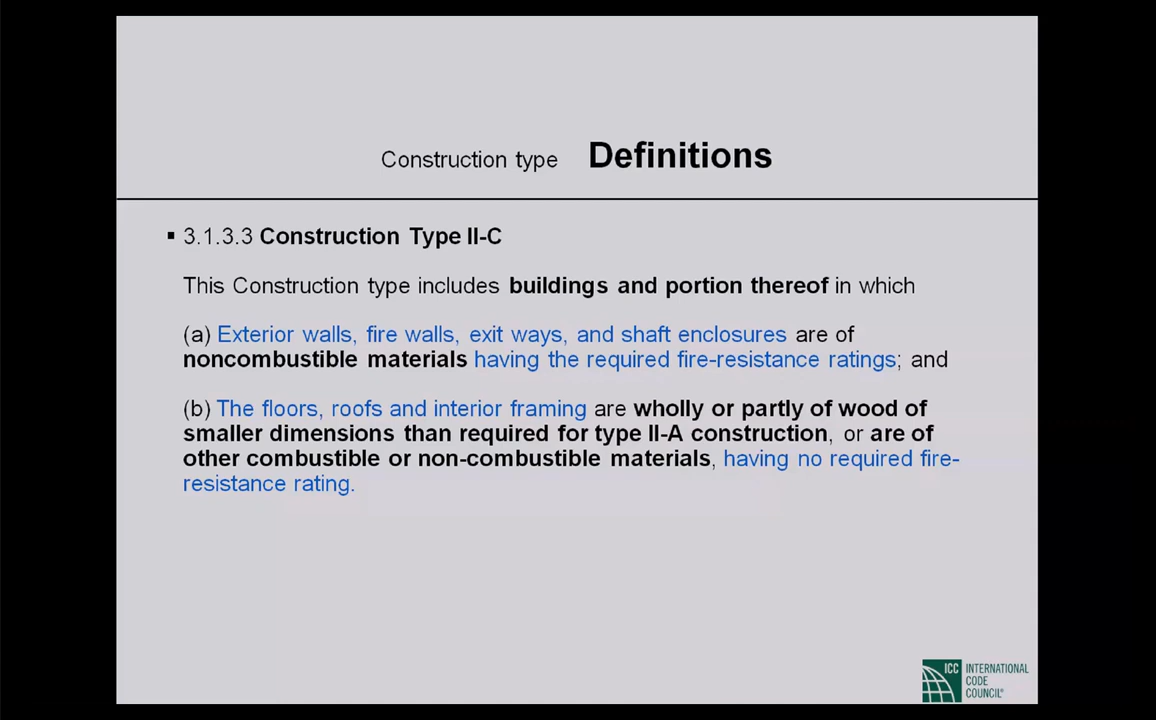 Construction type Definitions
▪ 3.1.3.3 Construction Type II-C
This Construction type includes buildings and portion thereof in which
(a) Exterior walls, fire walls, exit ways, and shaft enclosures are of
noncombustible materials having the required fire-resistance ratings; and
(b) The floors, roofs and interior framing are wholly or partly of wood of
smaller dimensions than required for type II-A construction, or are of
other combustible or non-combustible materials, having no required fire-
resistance rating.
ICC INTERNATIONAL
CODE
COUNCIL®